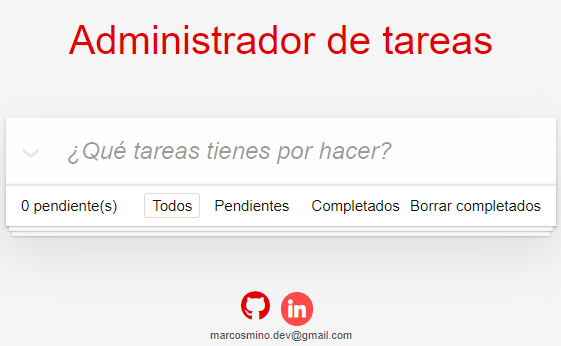 Administrador de tareas
¿Qué tareas tienes por hacer?
0 pendiente(s) Todos Pendientes Completados Borrar completados
in
marcosmino.dev@gmail.com